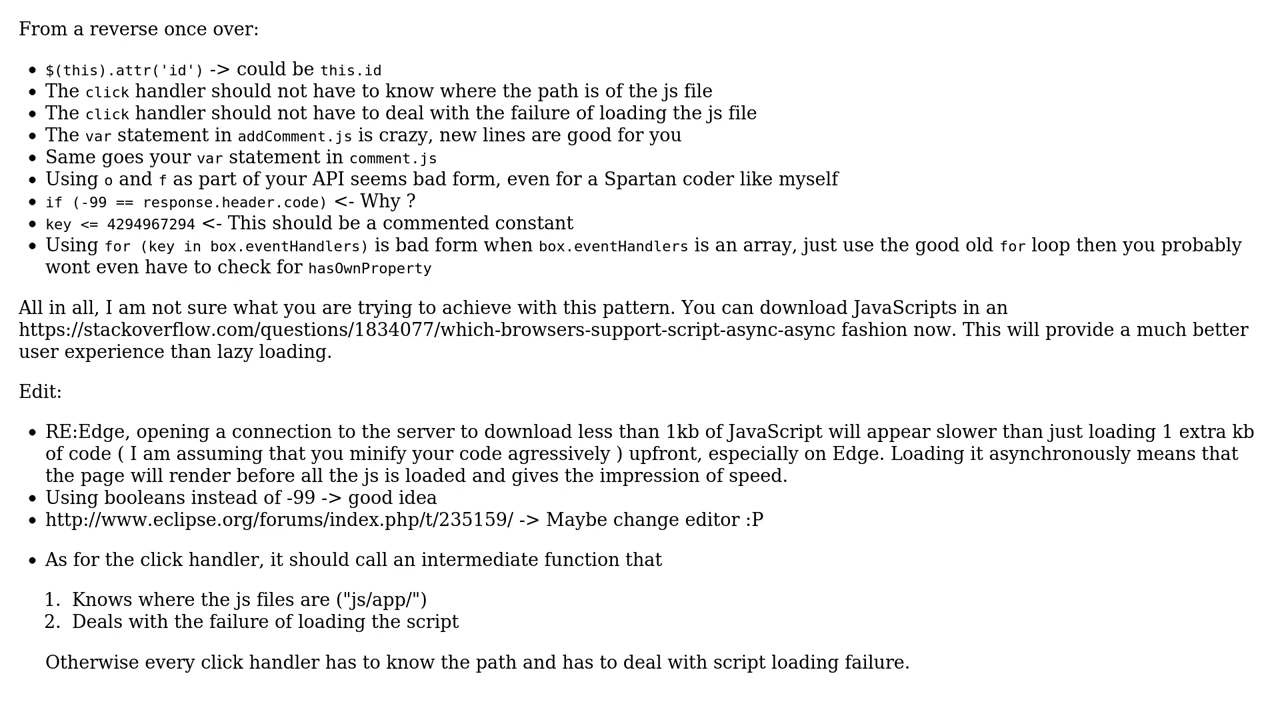 From a reverse once over:
• $(this).attr('id') -> could be this.id
• The click handler should not have to know where the path is of the js file
• The click handler should not have to deal with the failure of loading the js file
• The var statement in addComment.js is crazy, new lines are good for you
• Same goes your var statement in comment.js
• Using o and f as part of your API seems bad form, even for a Spartan coder like myself
• if (-99 == response.header.code) <- Why ?
• key <= 4294967294 <- This should be a commented constant
• Using for (key in box.eventHandlers) is bad form when box.eventHandlers is an array, just use the good old for loop then you probably
wont even have to check for hasOwnProperty
All in all, I am not sure what you are trying to achieve with this pattern. You can download JavaScripts in an
https://stackoverflow.com/questions/1834077/which-browsers-support-script-async-async fashion now. This will provide a much better
user experience than lazy loading.
Edit:
• RE:Edge, opening a connection to the server to download less than 1kb of JavaScript will appear slower than just loading 1 extra kb
of code ( I am assuming that you minify your code agressively ) upfront, especially on Edge. Loading it asynchronously means that
the page will render before all the js is loaded and gives the impression of speed.
• Using booleans instead of -99 -> good idea
• http://www.eclipse.org/forums/index.php/t/235159/ -> Maybe change editor :P
• As for the click handler, it should call an intermediate function that
1. Knows where the js files are ("js/app/")
2. Deals with the failure of loading the script
Otherwise every click handler has to know the path and has to deal with script loading failure.